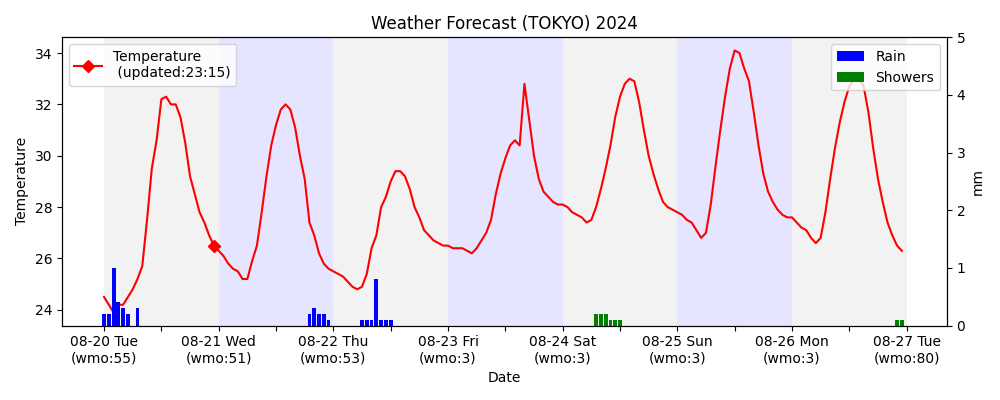 Weather Forecast (TOKYO) 2024
Temperature
(updated:23:15)
Rain
Showers
Temperature
34
32
30
28
26
24
5
4
3
2
1
0
mm
08-20 Tue
(wmo:55)
08-21 Wed
(wmo:51)
08-22 Thu
(wmo:53)
08-23 Fri
(wmo:3)
08-24 Sat
(wmo:3)
08-25 Sun
(wmo:3)
08-26 Mon
(wmo:3)
08-27 Tue
(wmo:80)
Date